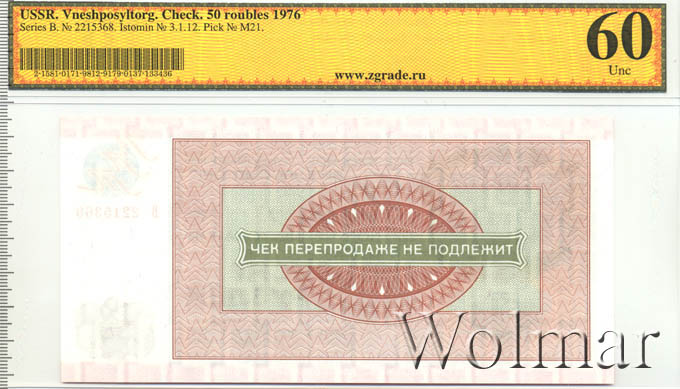 USSR. Vneshposyltorg. Check. 50 roubles 1976
Series B. № 2215368. Istomin № 3.1.12. Pick № M21.
2-1581-0171-9812-9179-0137-133436
www.zgrade.ru
60
Unc
ЧЕК ПЕРЕПРОДАЖЕ НЕ ПОДЛЕЖИТ
Wolmar